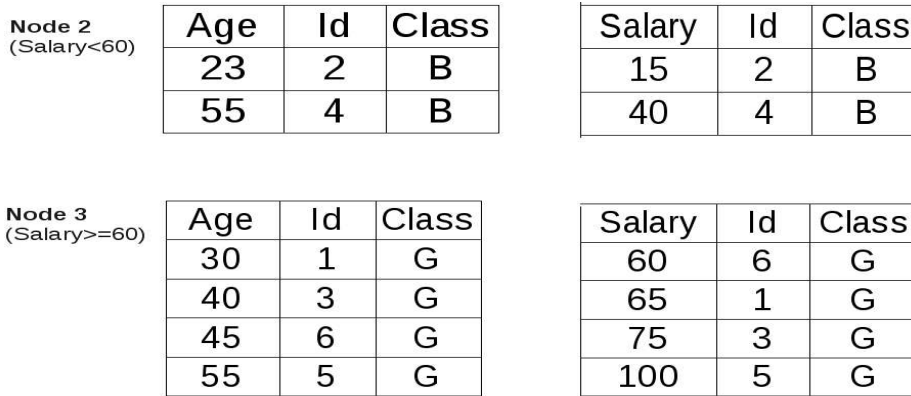 Node 2
(Salary<60)
Age Id Class
23 2 B
55 4 B
Salary Id Class
15 2 B
40 4 B
Node 3
(Salary>=60)
Age Id Class
30 1 G
40 3 G
45 6 G
55 5 G
Salary Id Class
60 6 G
65 1 G
75 3 G
100 5 G